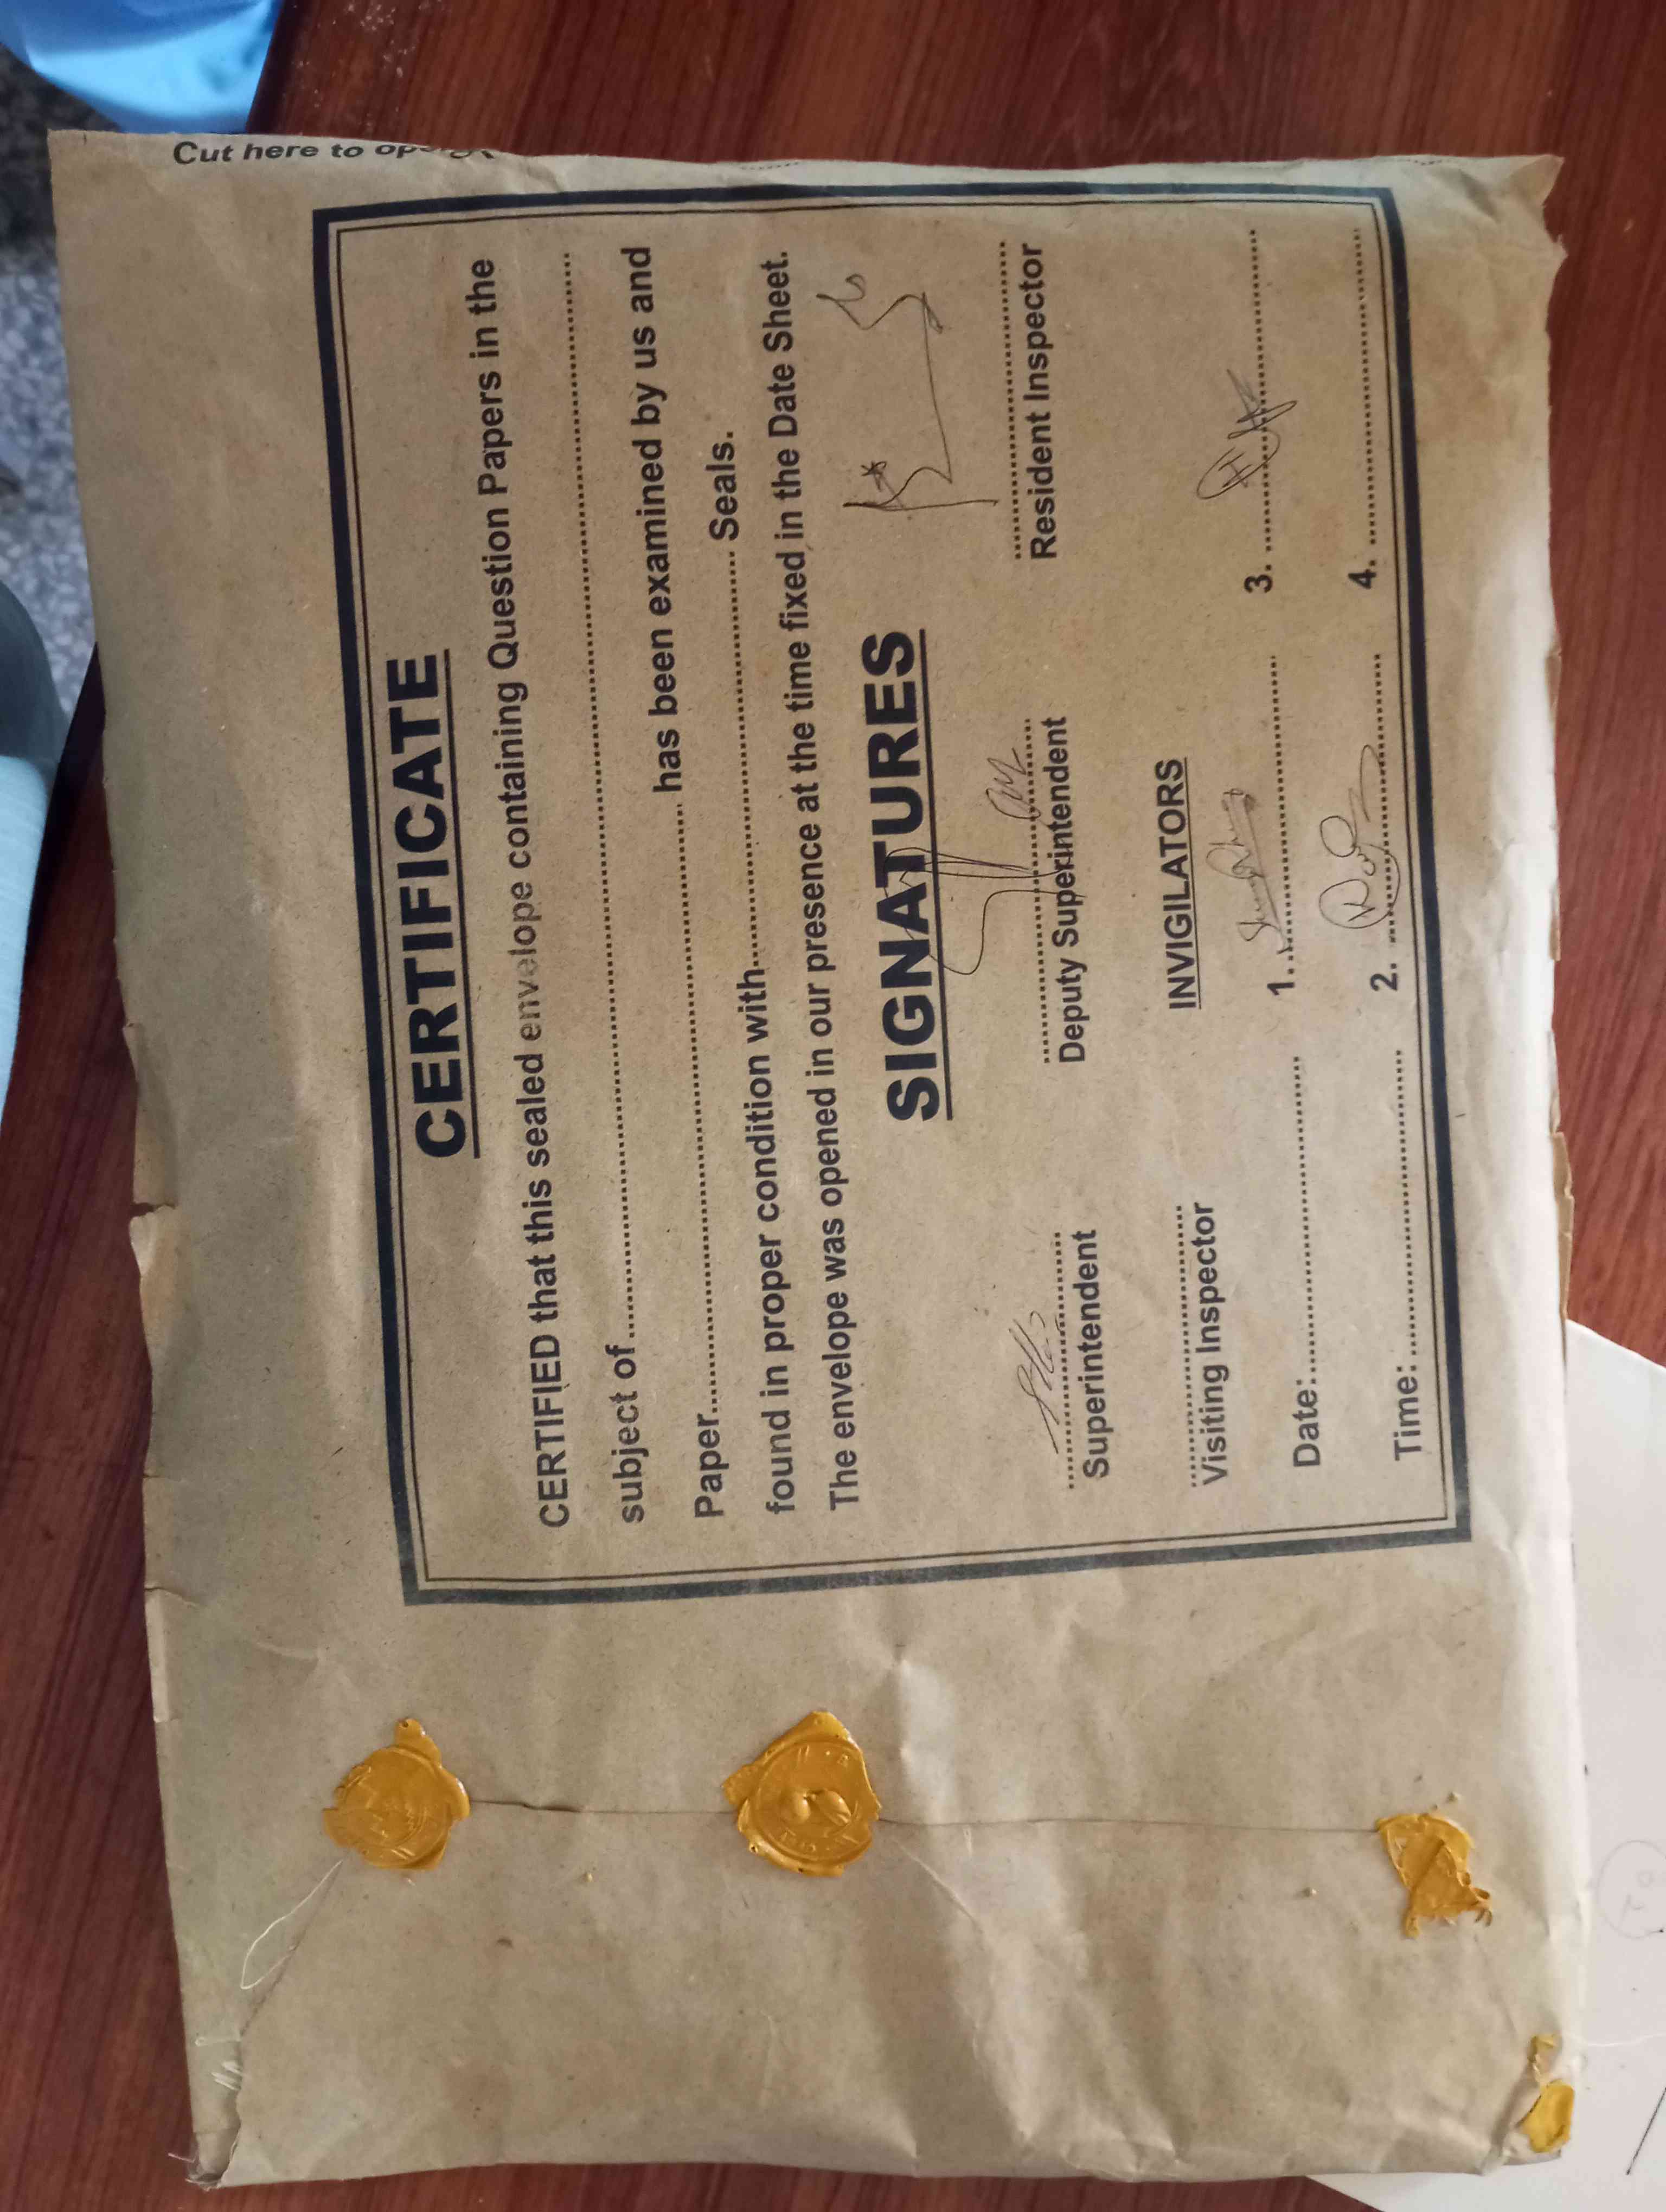 Cut here to open
CERTIFICATE
CERTIFIED that this sealed envelope containing Question Papers in the
subject of................................................................
Paper.................................... has been examined by us and
found in proper condition with.............................. Seals.
The envelope was opened in our presence at the time fixed in the Date Sheet.
SIGNATURES
Superintendent
Deputy Superintendent
Resident Inspector
Visiting Inspector
INVIGILATORS
Date:....................
1. ....................
3. ....................
Time: ....................
2. ....................
4. ....................